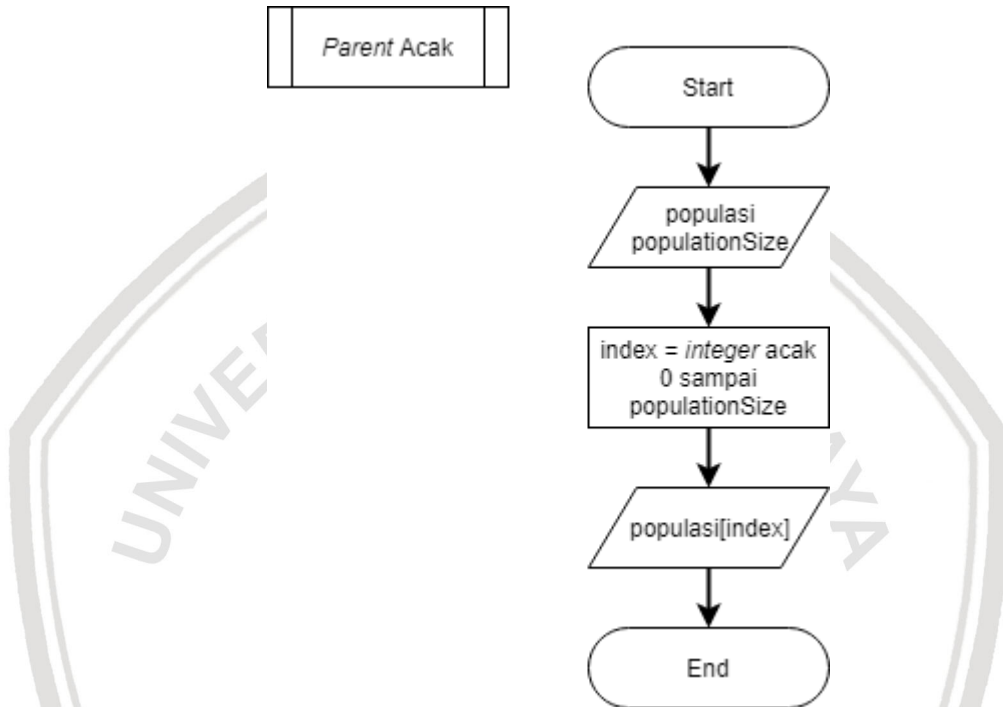 Parent Acak
Start
populasi
populationSize
index = integer acak
0 sampai
populationSize
populasi[index]
End